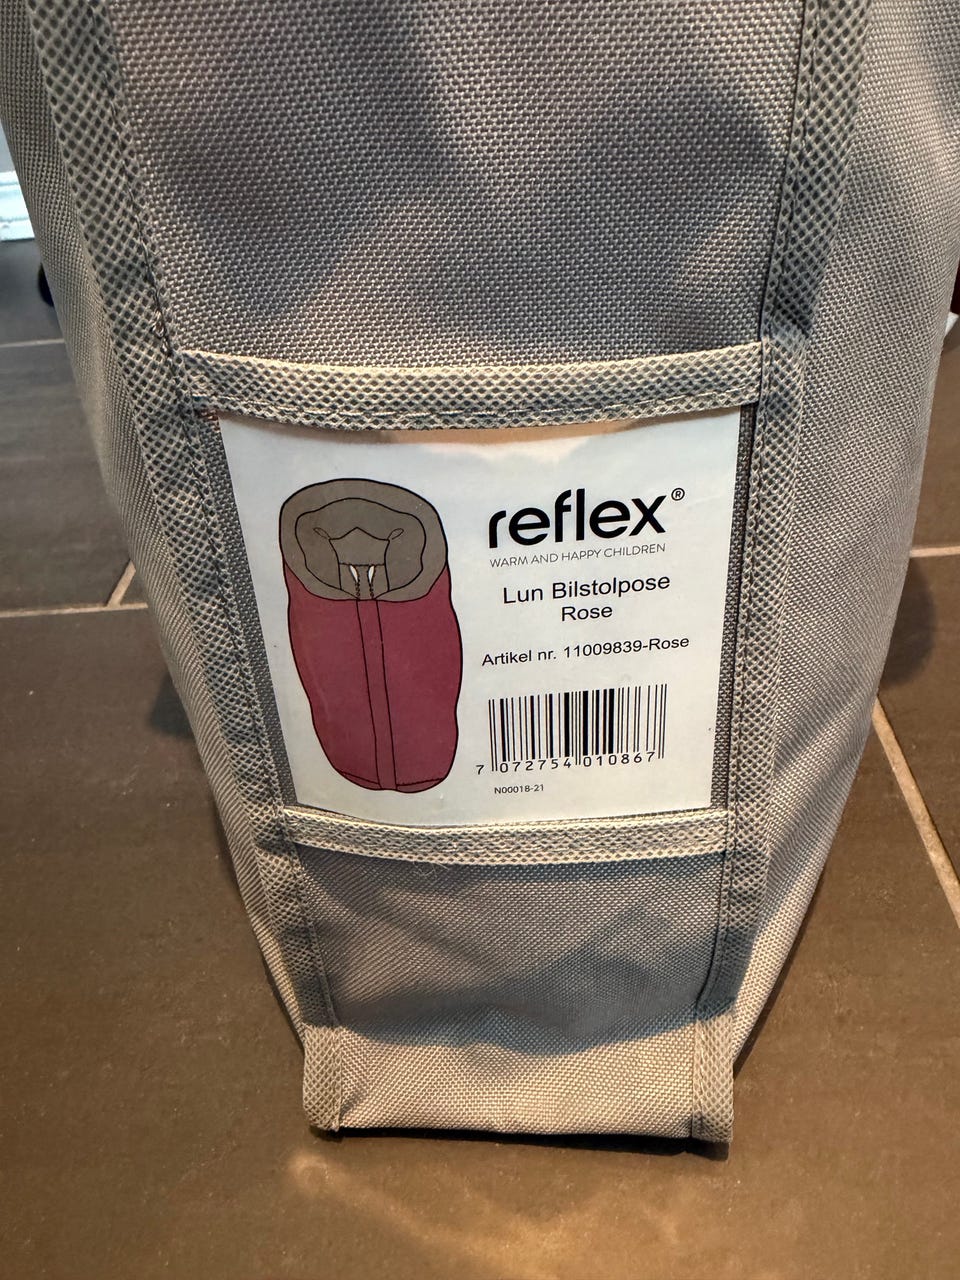 reflex®
WARM AND HAPPY CHILDREN
Lun Bilstolpose
Rose
Artikel nr. 11009839-Rose
7 072754 010867
N00018-21